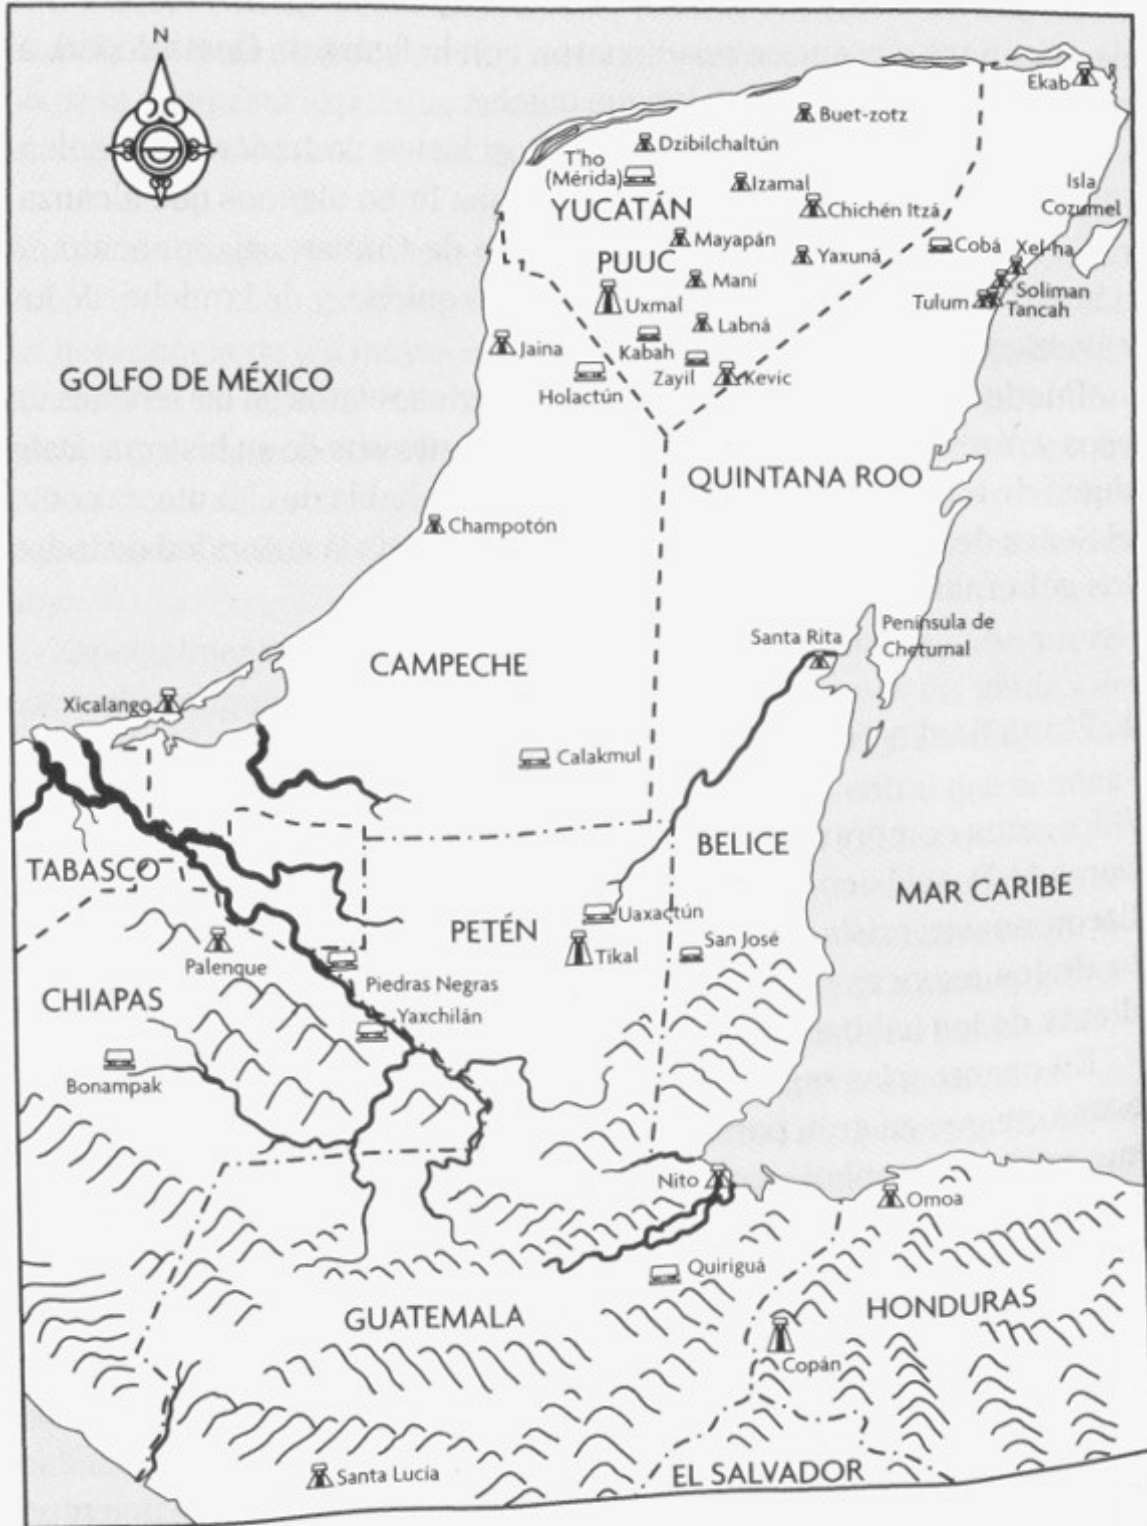 N
Ekab
Buet-zotz
Dzibilchaltún
T'ho
(Mérida)
Izamal
Isla
Cozumel
YUCATÁN
Chichén Itzá
Mayapán
Cobá
Xel-ha
PUUC
Yaxuná
Maní
Soliman
Uxmal
Tulum
Tancah
Labná
Jaina
Kabah
Zayil
Kevic
GOLFO DE MÉXICO
Holactún
QUINTANA ROO
Champotón
Península de
Chetumal
Santa Rita
CAMPECHE
Xicalango
Calakmul
BELICE
TABASCO
MAR CARIBE
Uaxactún
PETÉN
San José
Tikal
Palenque
Piedras Negras
CHIAPAS
Yaxchilán
Bonampak
Nito
Omoa
Quiriguá
GUATEMALA
HONDURAS
Copán
Santa Lucía
EL SALVADOR